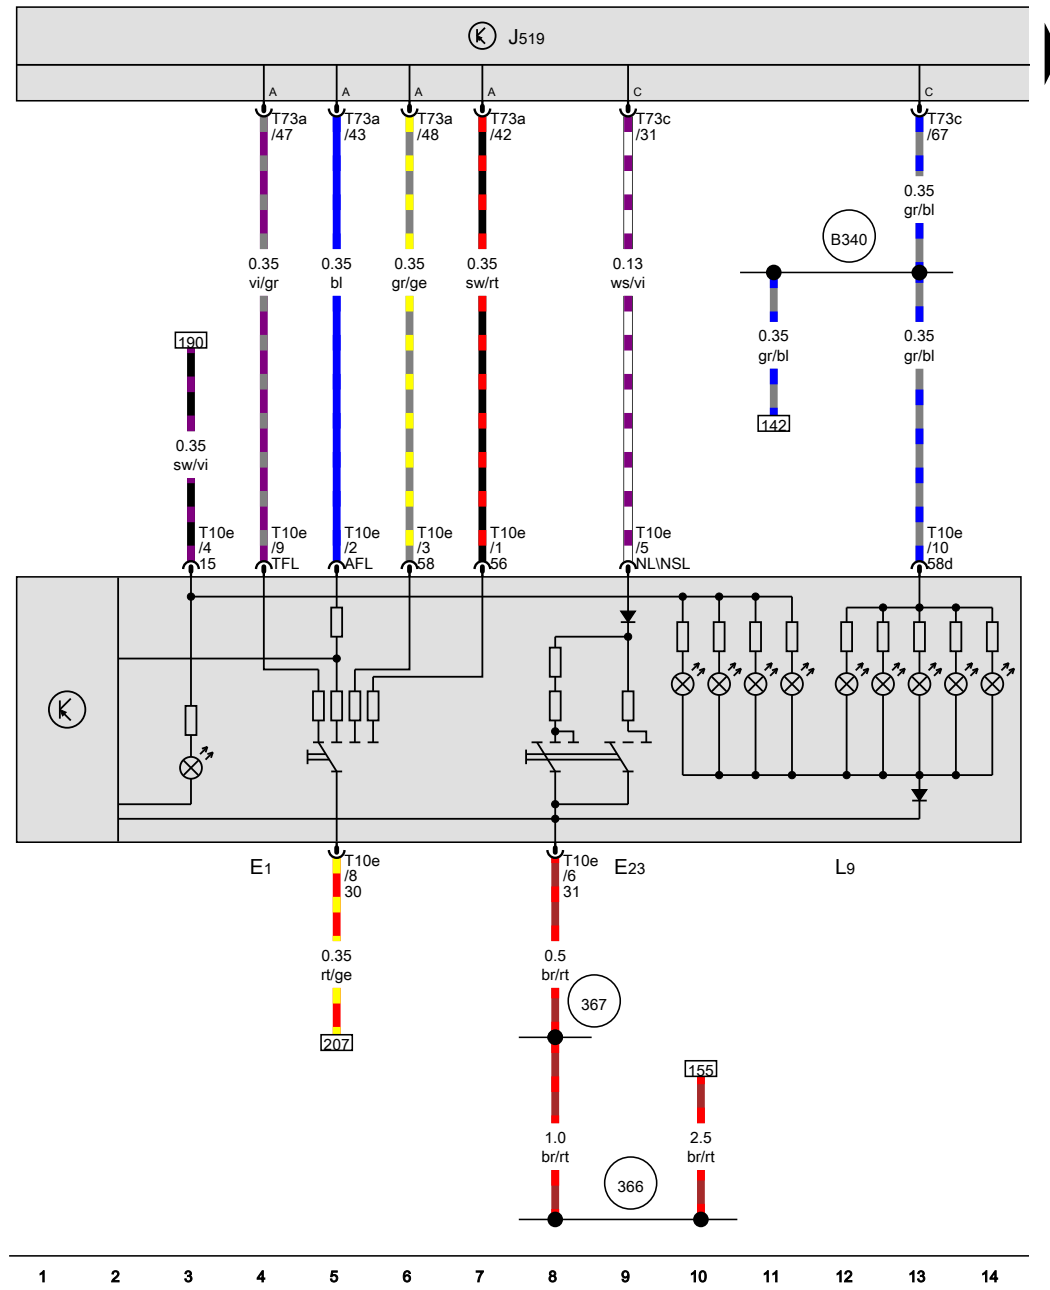 J519
A A A A C C
T73a
/47
T73a
/43
T73a
/48
T73a
/42
T73c
/31
T73c
/67
0.35
gr/bl
B340
0.35
vi/gr
0.35
bl
0.35
gr/ge
0.35
sw/rt
0.13
ws/vi
190
0.35
gr/bl
0.35
gr/bl
142
0.35
sw/vi
T10e
/4
15
T10e
/9
TFL
T10e
/2
AFL
T10e
/3
58
T10e
/1
56
T10e
/5
NL\NSL
T10e
/10
58d
E1
T10e
/8
30
T10e
/6
31
E23
L9
0.35
rt/ge
0.5
br/rt
367
207
155
1.0
br/rt
2.5
br/rt
366
1 2 3 4 5 6 7 8 9 10 11 12 13 14